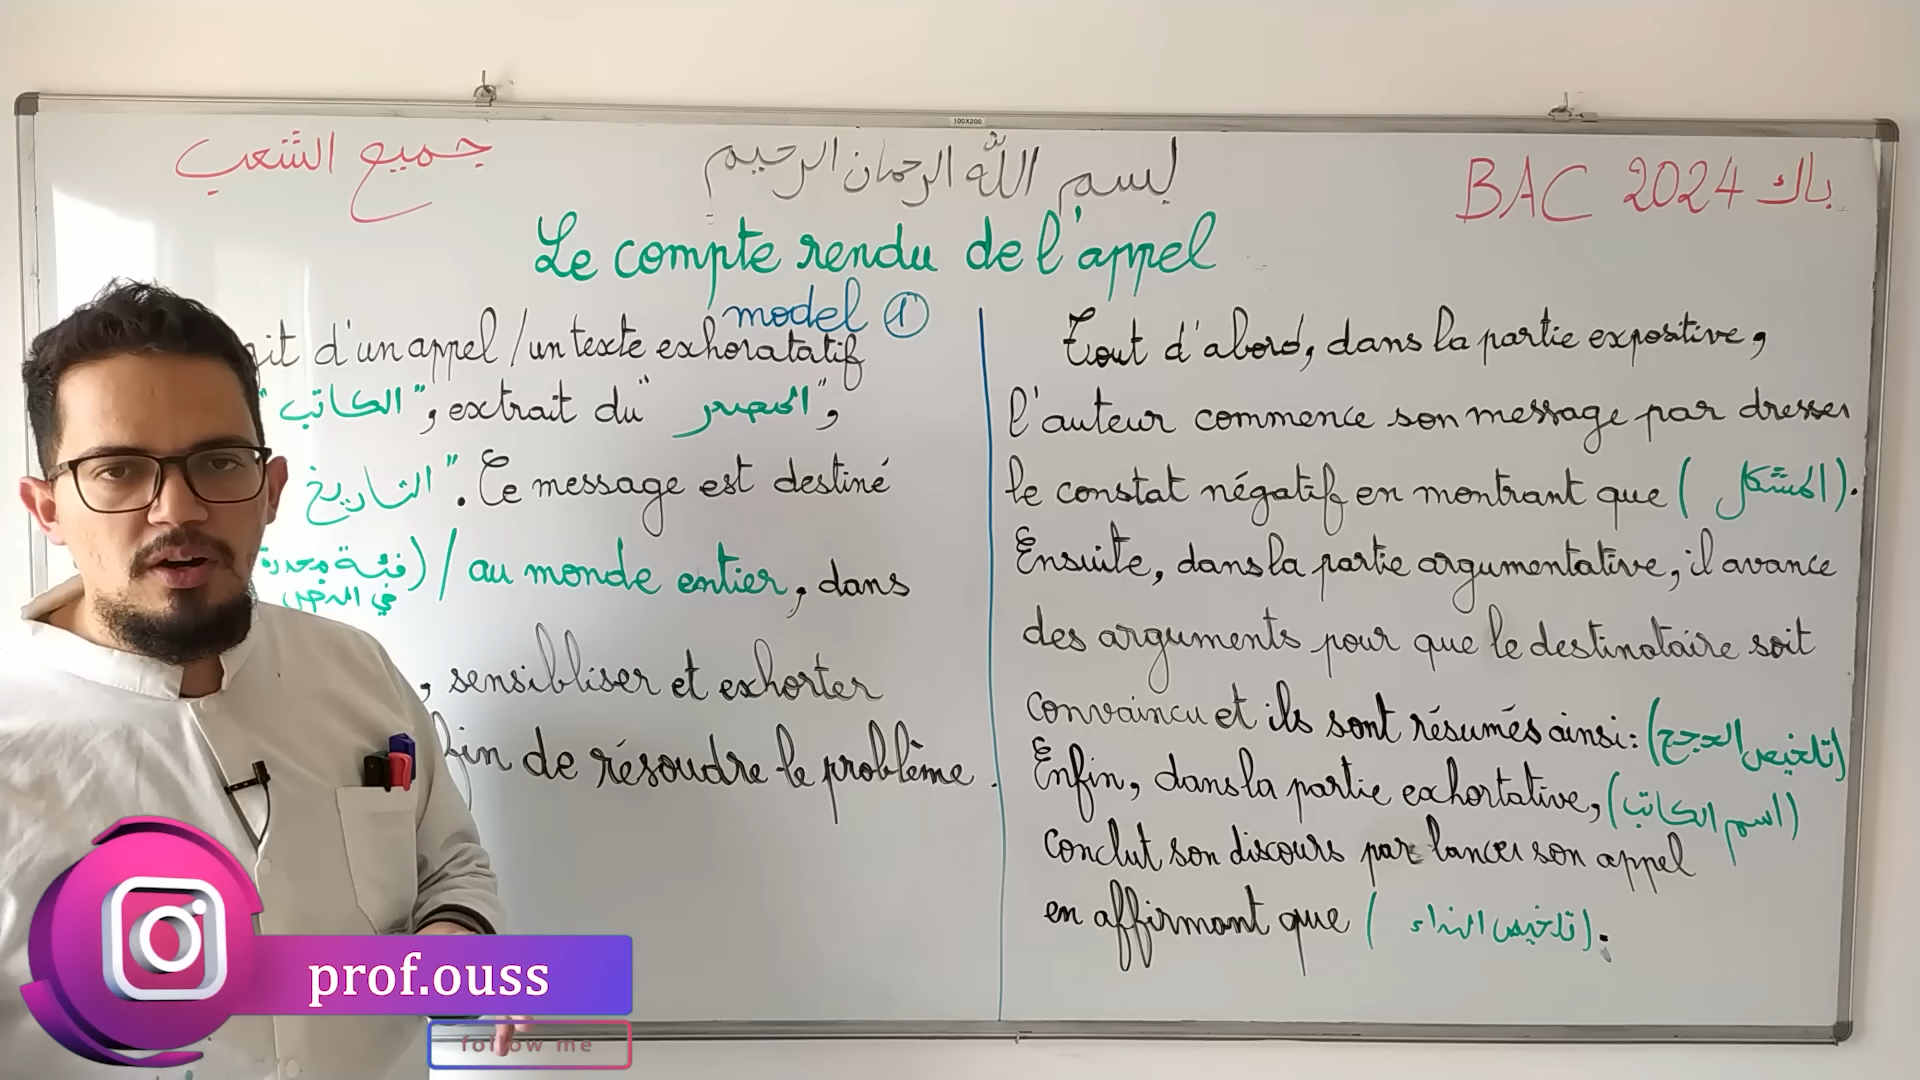 100X200
جميع الشعب
بسم الله الرحمان الرحيم
BAC 2024 باك
Le compte rendu de l'appel
model ①
git d'un appel / un texte exhoratatif
"الكاتب", extrait du "المصدر",
التاريخ". Ce message est destiné
(فئة محددة في النص) / au monde entier, dans
, sensibliser et exhorter
fin de résoudre le problème.
Tout d'abord, dans la partie expositive,
l'auteur commence son message par dresser
le constat négatif en montrant que (المشكل).
Ensuite, dans la partie argumentative, il avance
des arguments pour que le destinataire soit
convaincu et ils sont résumés ainsi: (تلخيص الحجج)
Enfin, dans la partie exhortative, (اسم الكاتب)
conclut son discours par lancer son appel
en affirmant que (تلخيص النداء).
prof.ouss
follow me